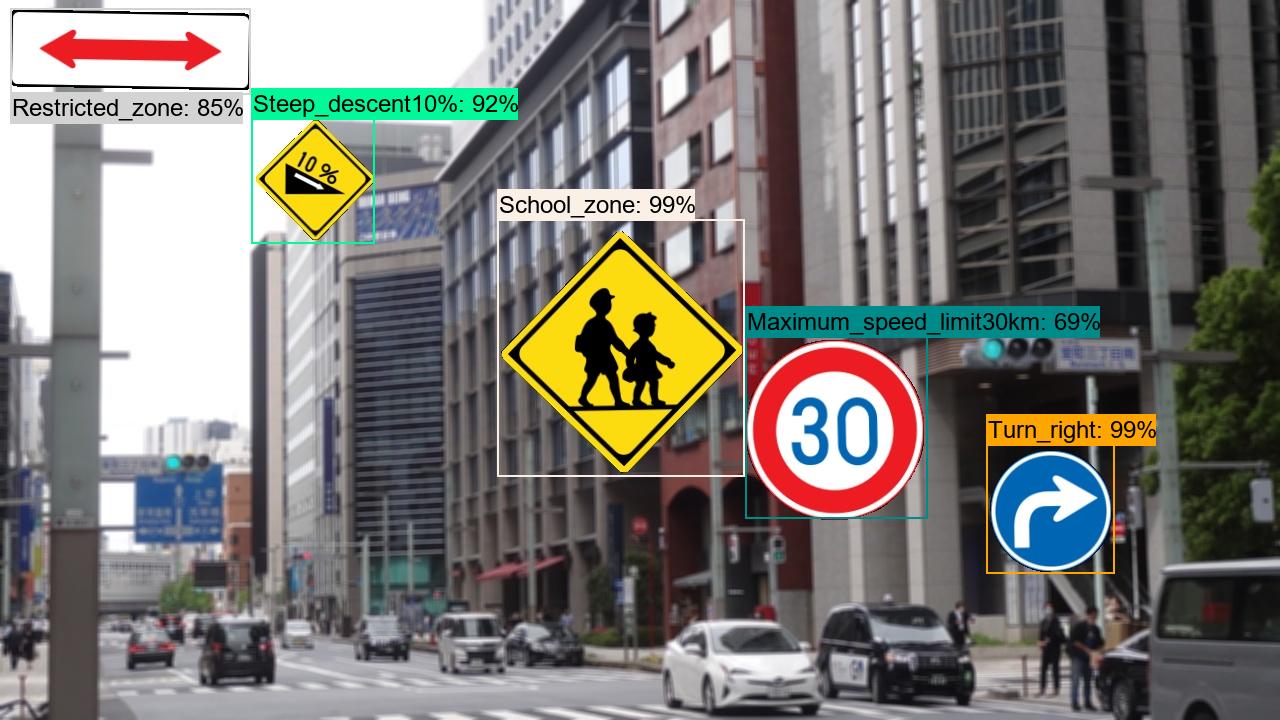 Restricted_zone: 85%
Steep_descent10%: 92%
10 %
School_zone: 99%
Maximum_speed_limit30km: 69%
30
Turn_right: 99%